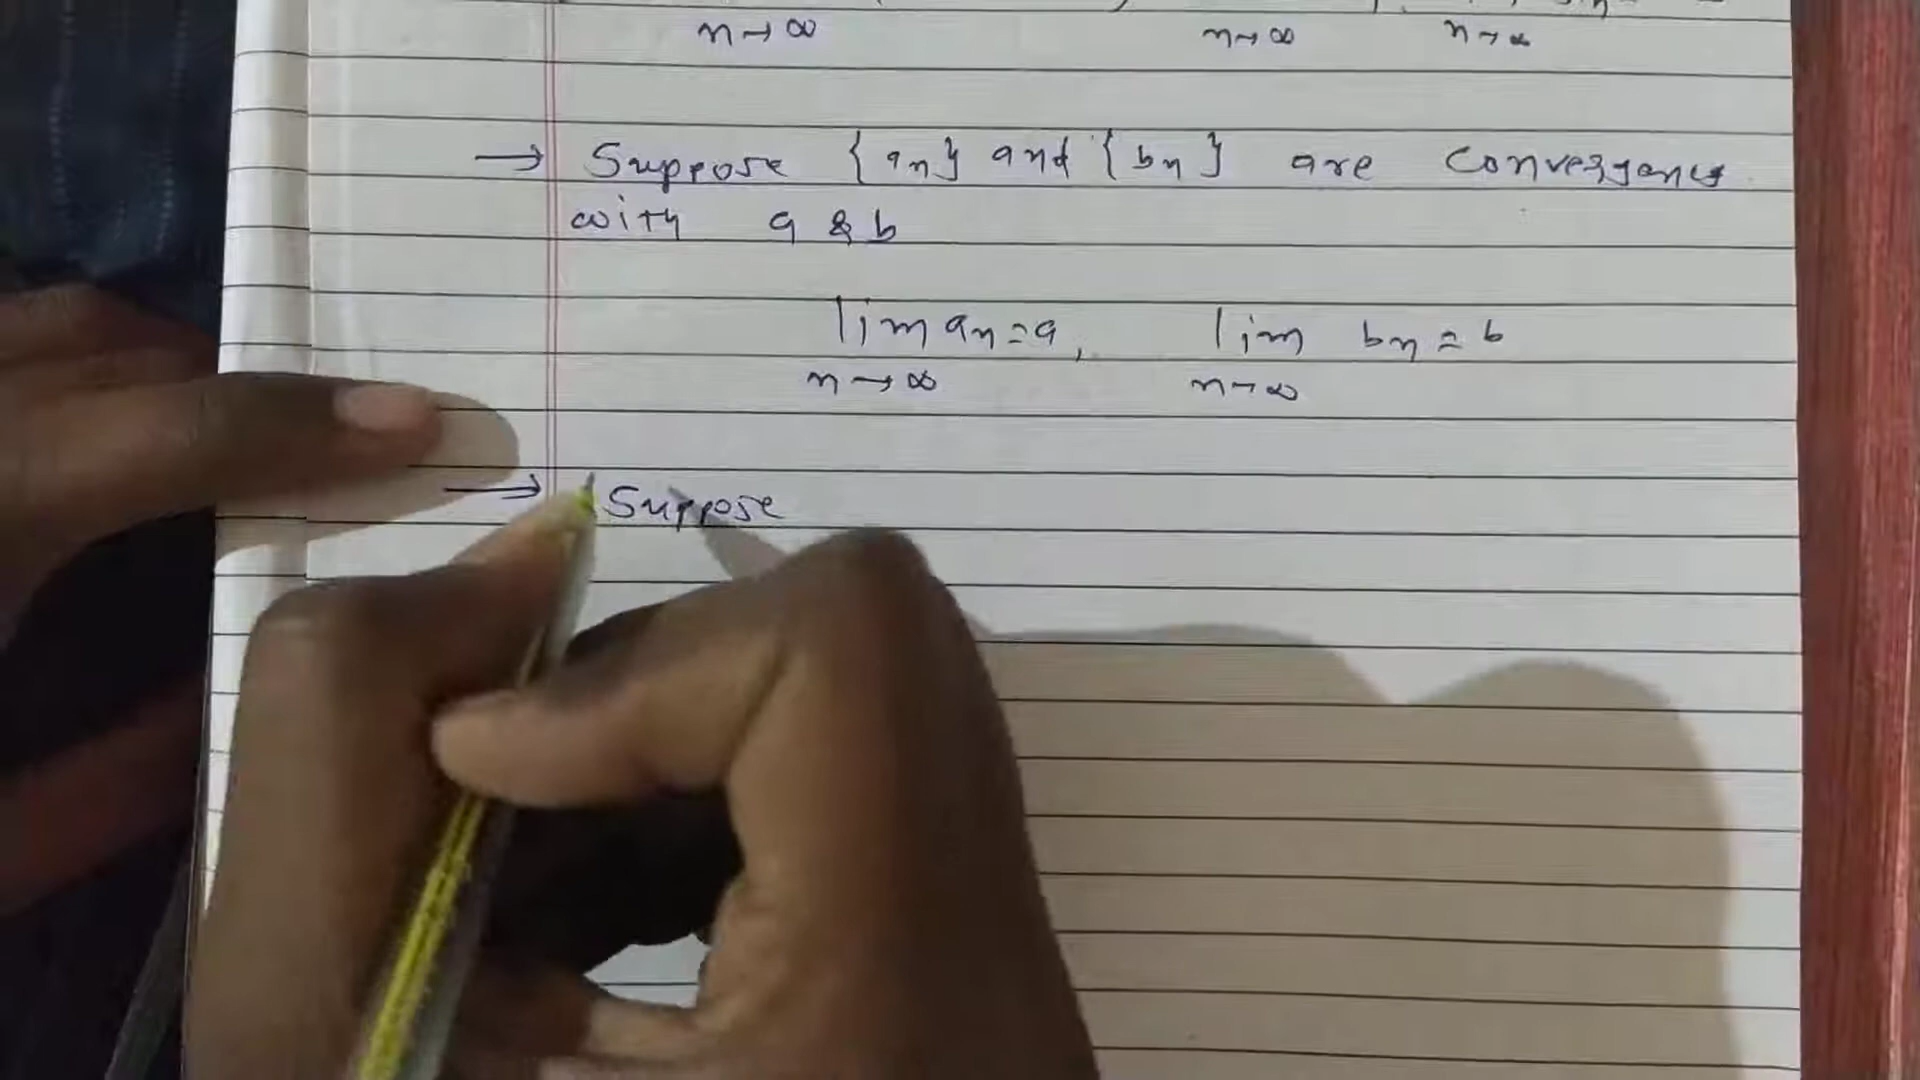 n→∞ n→∞ n→∞
→ Suppose {an} and {bn} are convergence
with a & b
lim an=a, lim bn=b
n→∞ n→∞
→ Suppose